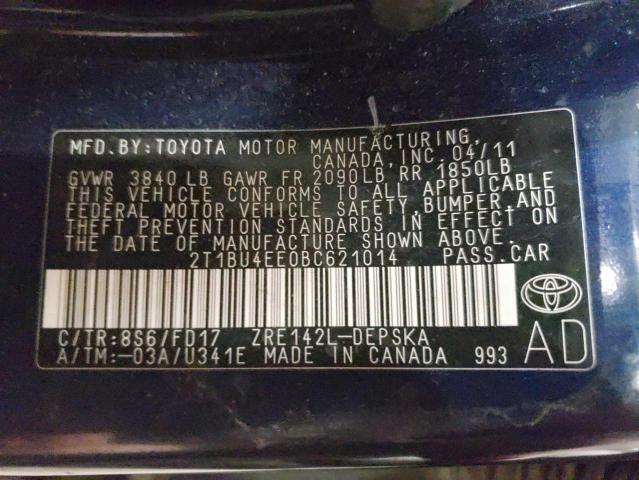 MFD.BY:TOYOTA MOTOR MANUFACTURING,
CANADA,INC. 04/11
GVWR 3840 LB GAWR FR 2090LB RR 1850LB
THIS VEHICLE CONFORMS TO ALL APPLICABLE
FEDERAL MOTOR VEHICLE SAFETY,BUMPER,AND
THEFT PREVENTION STANDARDS IN EFFECT ON
THE DATE OF MANUFACTURE SHOWN ABOVE.
2T1BU4EE0BC621014 PASS.CAR
C/TR:8S6/FD17 ZRE142L-DEPSKA
A/TM:-03A/U341E MADE IN CANADA 993
AD